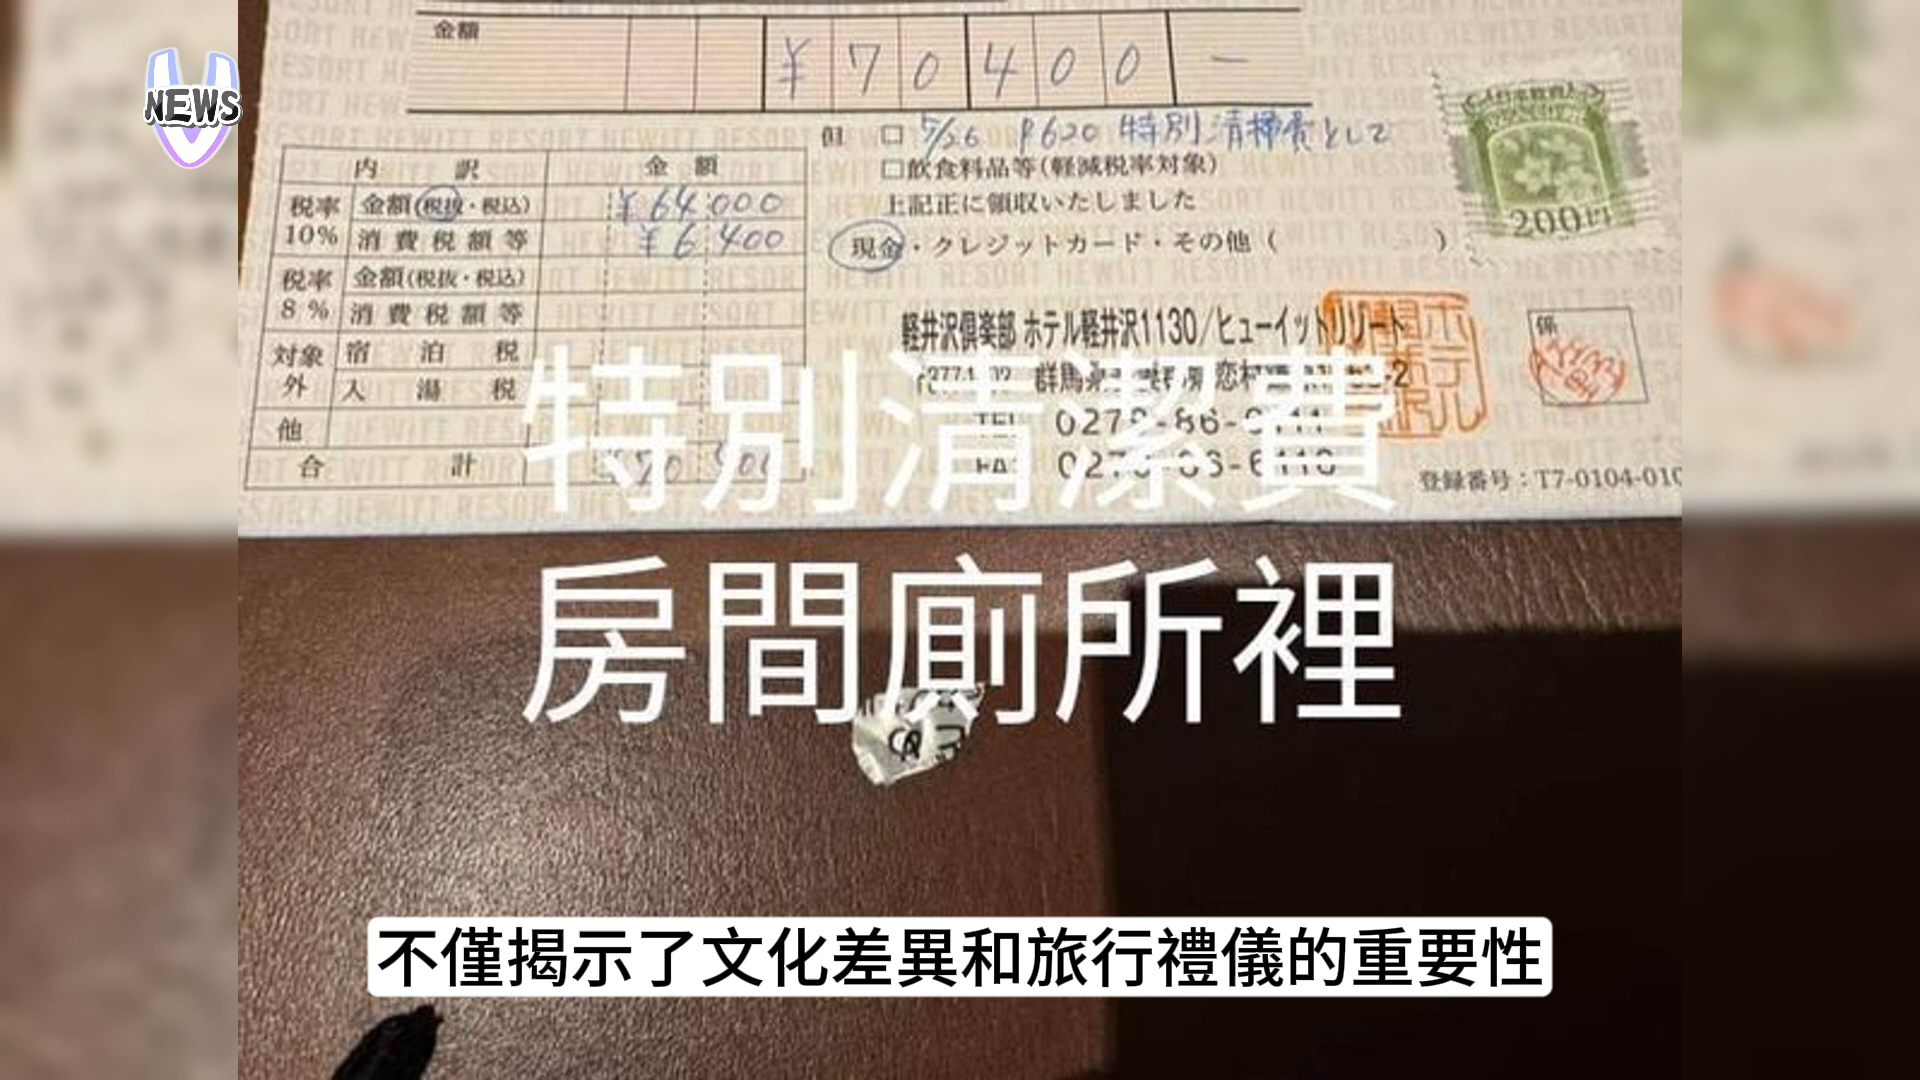 NEWS
金額
¥70400-
但 □ 5/26 P620 特別清掃費として
□飲食料品等(軽減税率対象)
上記正に領収いたしました
現金・クレジットカード・その他( )
200円
内訳 金額
税率10% 金額(税抜・税込) ¥64000
消費税額等 ¥6400
税率8% 金額(税抜・税込)
消費税額等
対象外 宿泊税
入湯税
他
合計
軽井沢倶楽部 ホテル軽井沢1130/ヒューイットリゾート
係
登録番号:T7-0104-010
特別清潔費
房間廁所裡
不僅揭示了文化差異和旅行禮儀的重要性